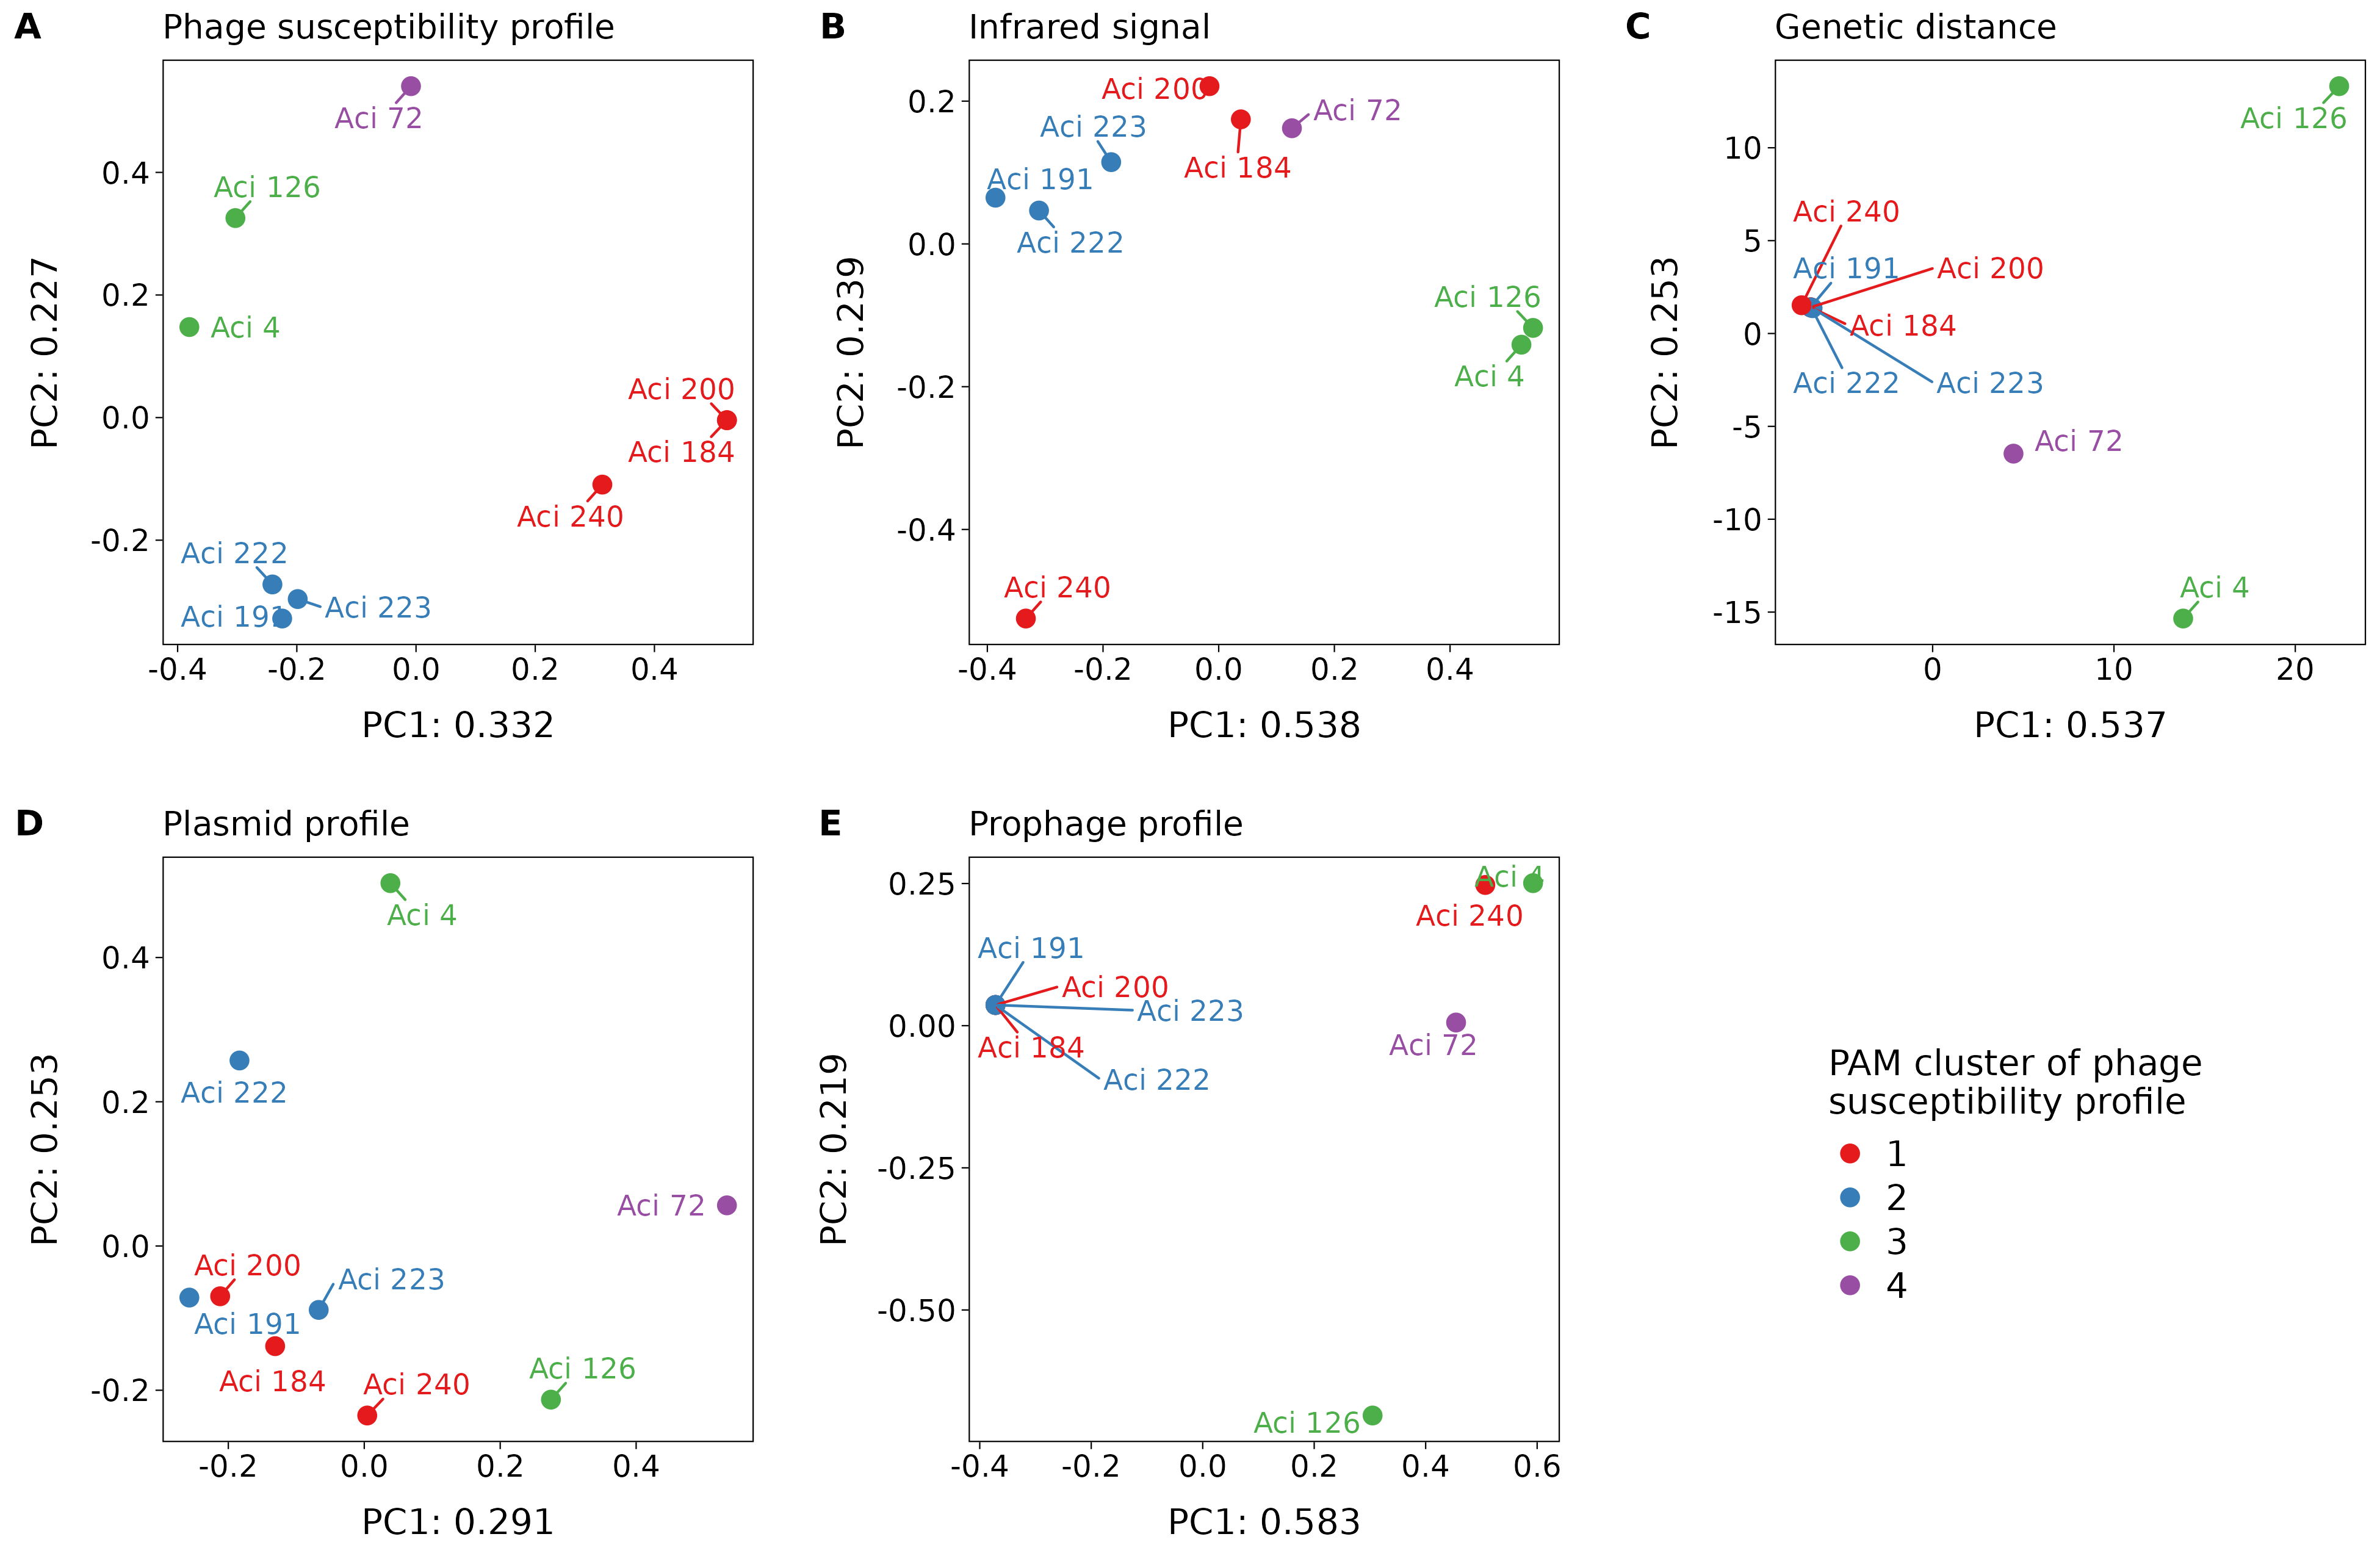 A Phage susceptibility profile
Aci 72
Aci 126
Aci 4
Aci 200
Aci 184
Aci 240
Aci 222
Aci 191
Aci 223
0.4
0.2
0.0
-0.2
-0.4 -0.2 0.0 0.2 0.4
PC1: 0.332
PC2: 0.227
B Infrared signal
Aci 200
Aci 72
Aci 223
Aci 184
Aci 191
Aci 222
Aci 126
Aci 4
Aci 240
0.2
0.0
-0.2
-0.4
-0.4 -0.2 0.0 0.2 0.4
PC1: 0.538
PC2: 0.239
C Genetic distance
Aci 126
Aci 240
Aci 191 Aci 200
Aci 184
Aci 222 Aci 223
Aci 72
Aci 4
10
5
0
-5
-10
-15
0 10 20
PC1: 0.537
PC2: 0.253
D Plasmid profile
Aci 4
Aci 222
Aci 72
Aci 200
Aci 223
Aci 191
Aci 184
Aci 240
Aci 126
0.4
0.2
0.0
-0.2
-0.2 0.0 0.2 0.4
PC1: 0.291
PC2: 0.253
E Prophage profile
Aci 4
Aci 240
Aci 191
Aci 200
Aci 223
Aci 184
Aci 72
Aci 222
Aci 126
0.25
0.00
-0.25
-0.50
-0.4 -0.2 0.0 0.2 0.4 0.6
PC1: 0.583
PC2: 0.219
PAM cluster of phage
susceptibility profile
1
2
3
4